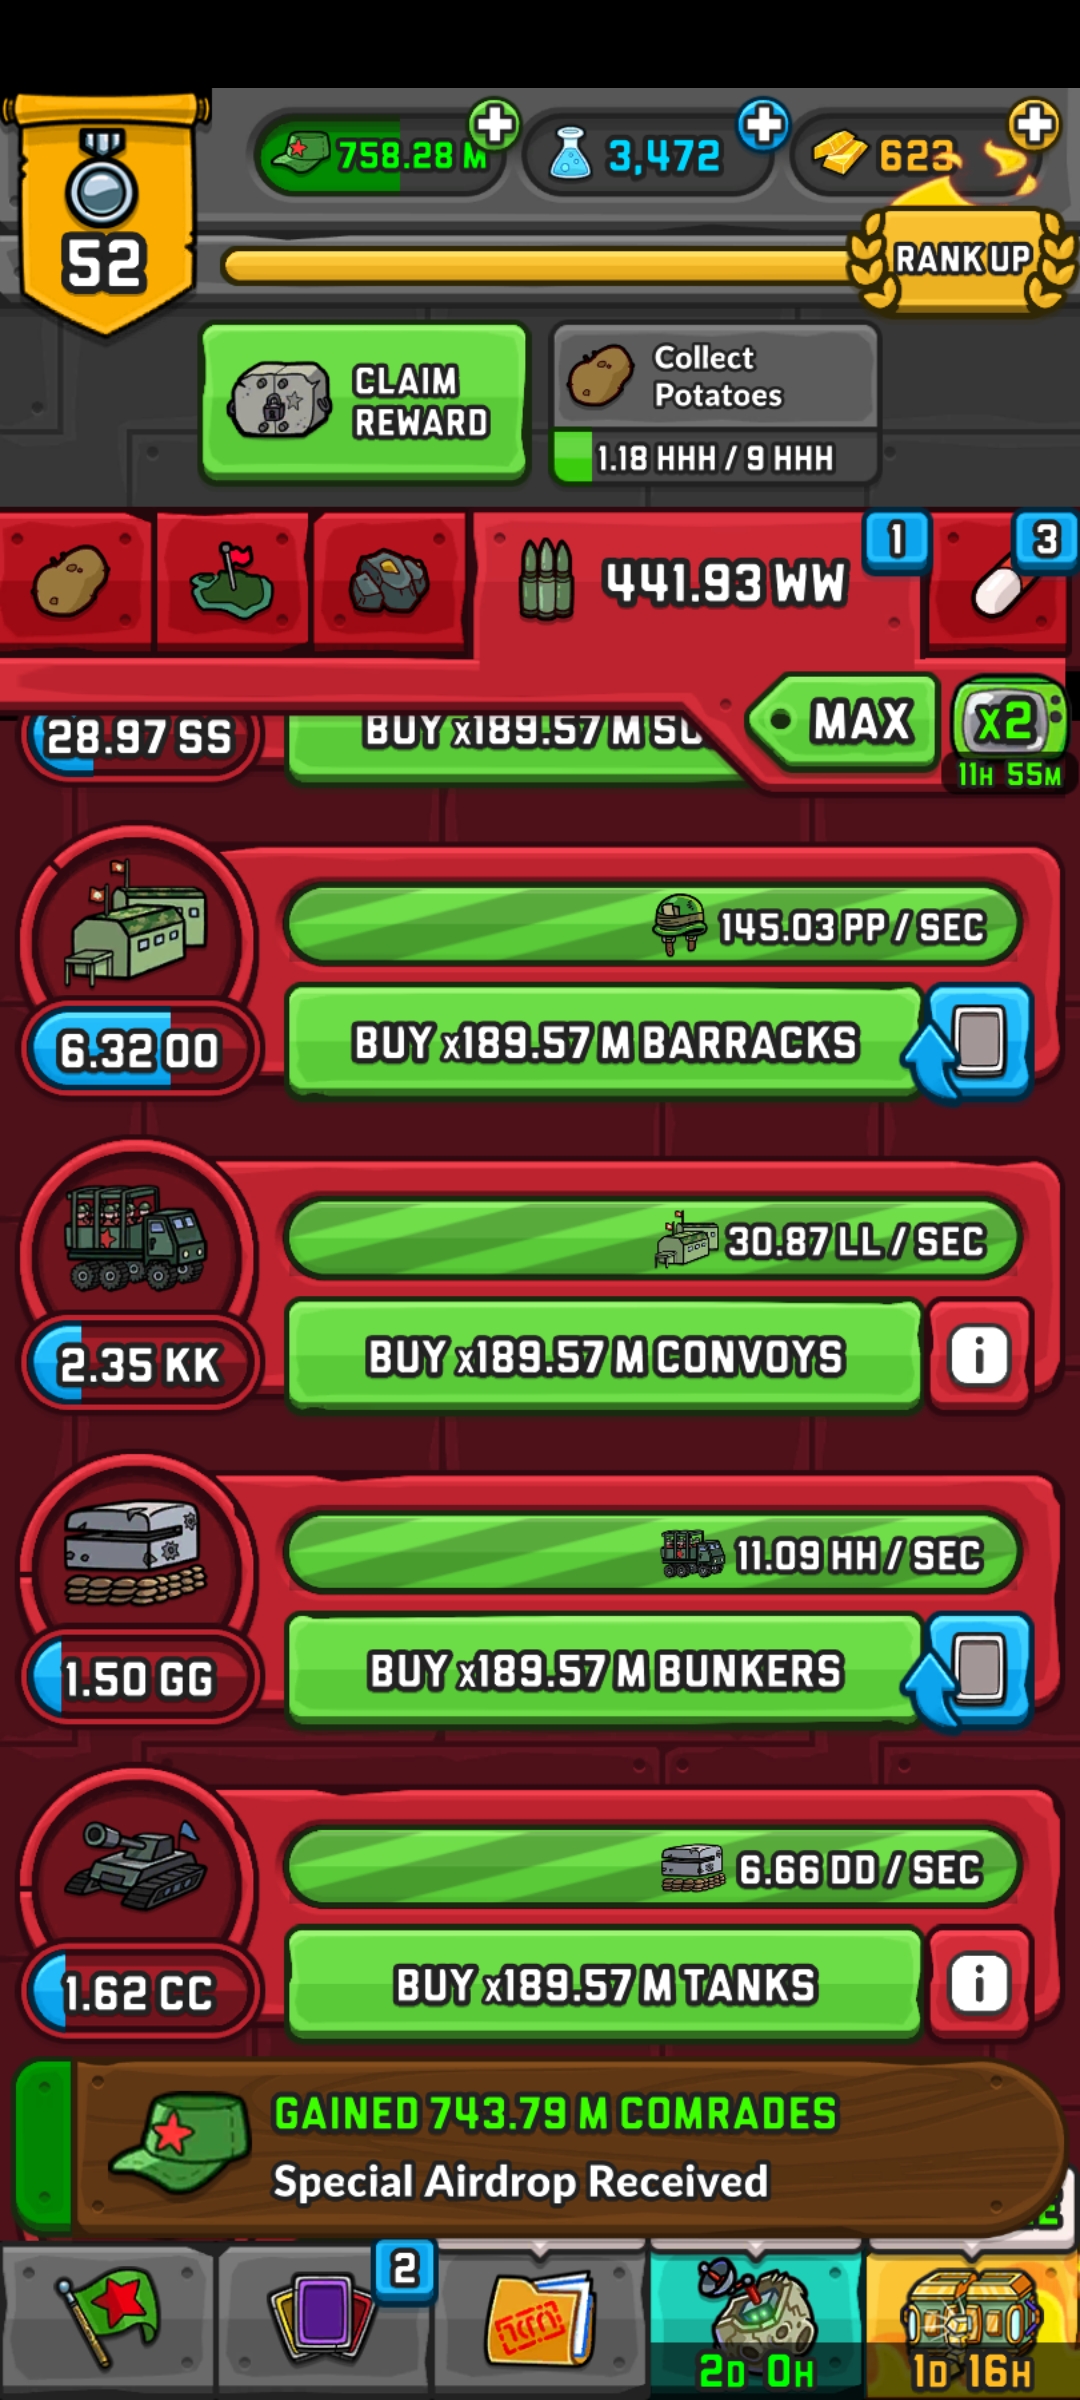 758.28 M
3,472
623
52
RANK UP
CLAIM
REWARD
Collect
Potatoes
1.18 HHH / 9 HHH
441.93 WW
1
3
MAX
x2
11H 55M
28.97 SS
BUY x189.57 M
145.03 PP / SEC
6.32 OO
BUY x189.57 M BARRACKS
30.87 LL / SEC
2.35 KK
BUY x189.57 M CONVOYS
i
11.09 HH / SEC
1.50 GG
BUY x189.57 M BUNKERS
6.66 DD / SEC
1.62 CC
BUY x189.57 M TANKS
i
GAINED 743.79 M COMRADES
Special Airdrop Received
2
2D 0H
1D 16H